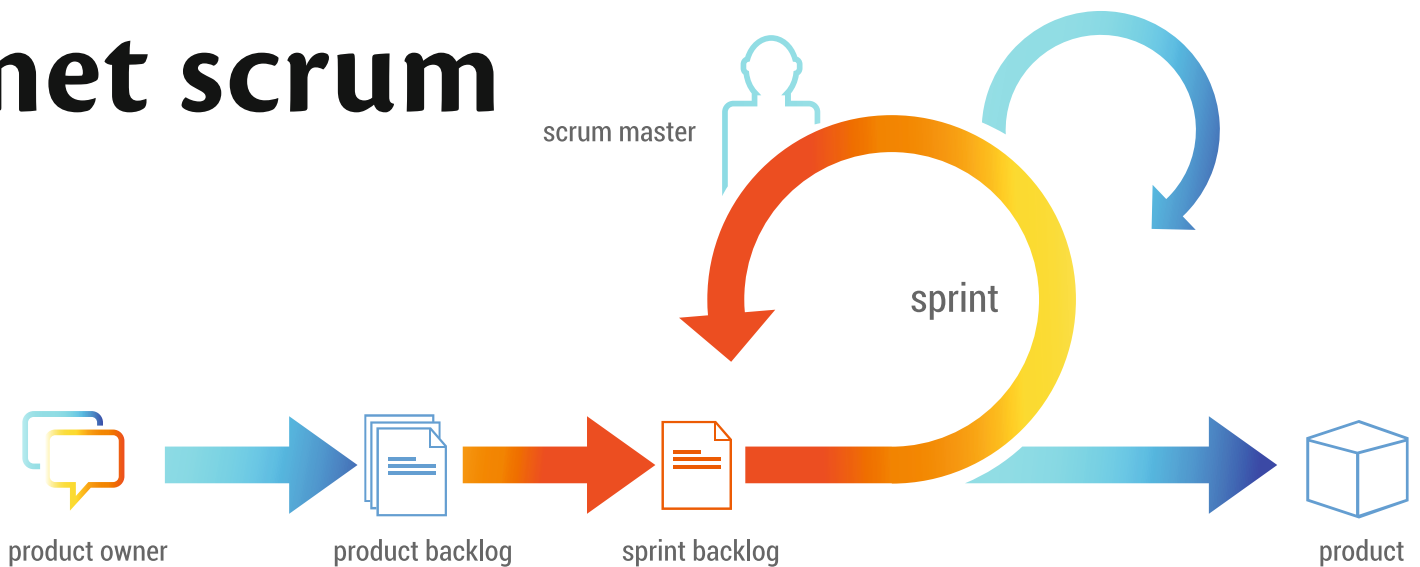 net scrum
scrum master
sprint
product owner
product backlog
sprint backlog
product